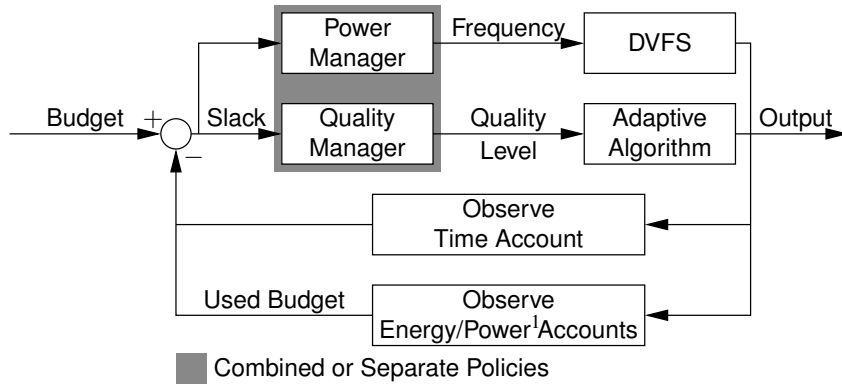 Power
Manager
Frequency
DVFS
Budget
+
−
Slack
Quality
Manager
Quality
Level
Adaptive
Algorithm
Output
Observe
Time Account
Used Budget
Observe
Energy/Power¹Accounts
Combined or Separate Policies